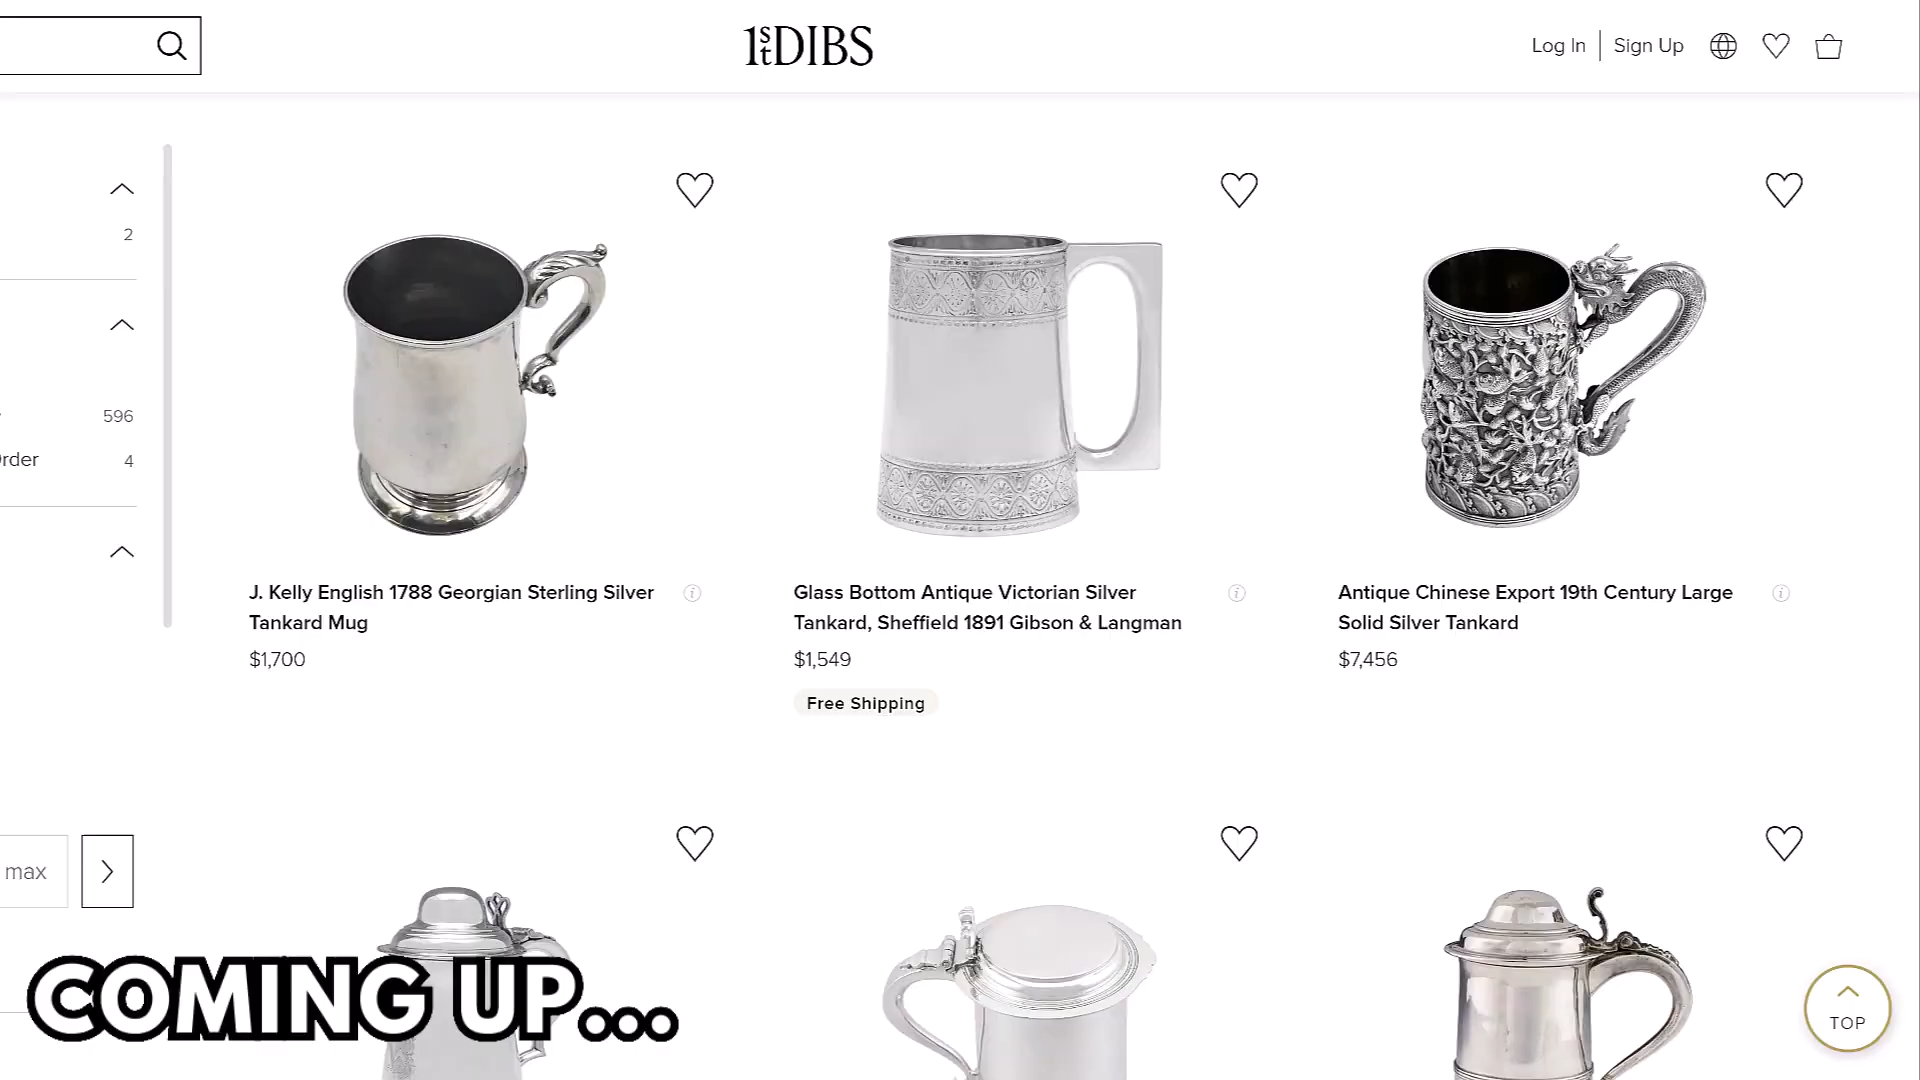 1stDIBS
Log In
Sign Up
2
596
rder
4
J. Kelly English 1788 Georgian Sterling Silver
Tankard Mug
$1,700
Glass Bottom Antique Victorian Silver
Tankard, Sheffield 1891 Gibson & Langman
$1,549
Free Shipping
Antique Chinese Export 19th Century Large
Solid Silver Tankard
$7,456
max
COMING UP...
TOP